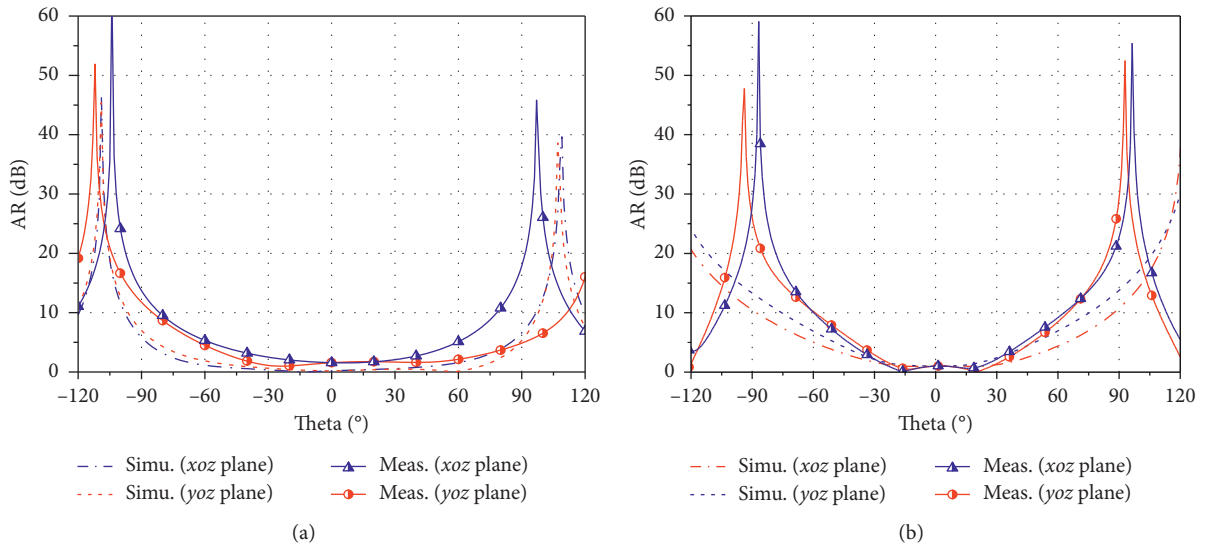 60
50
40
30
20
10
0
AR (dB)
–120 –90 –60 –30 0 30 60 90 120
Theta (°)
Simu. (xoz plane)
Simu. (yoz plane)
Meas. (xoz plane)
Meas. (yoz plane)
(a)
60
50
40
30
20
10
0
AR (dB)
–120 –90 –60 –30 0 30 60 90 120
Theta (°)
Simu. (xoz plane)
Simu. (yoz plane)
Meas. (xoz plane)
Meas. (yoz plane)
(b)